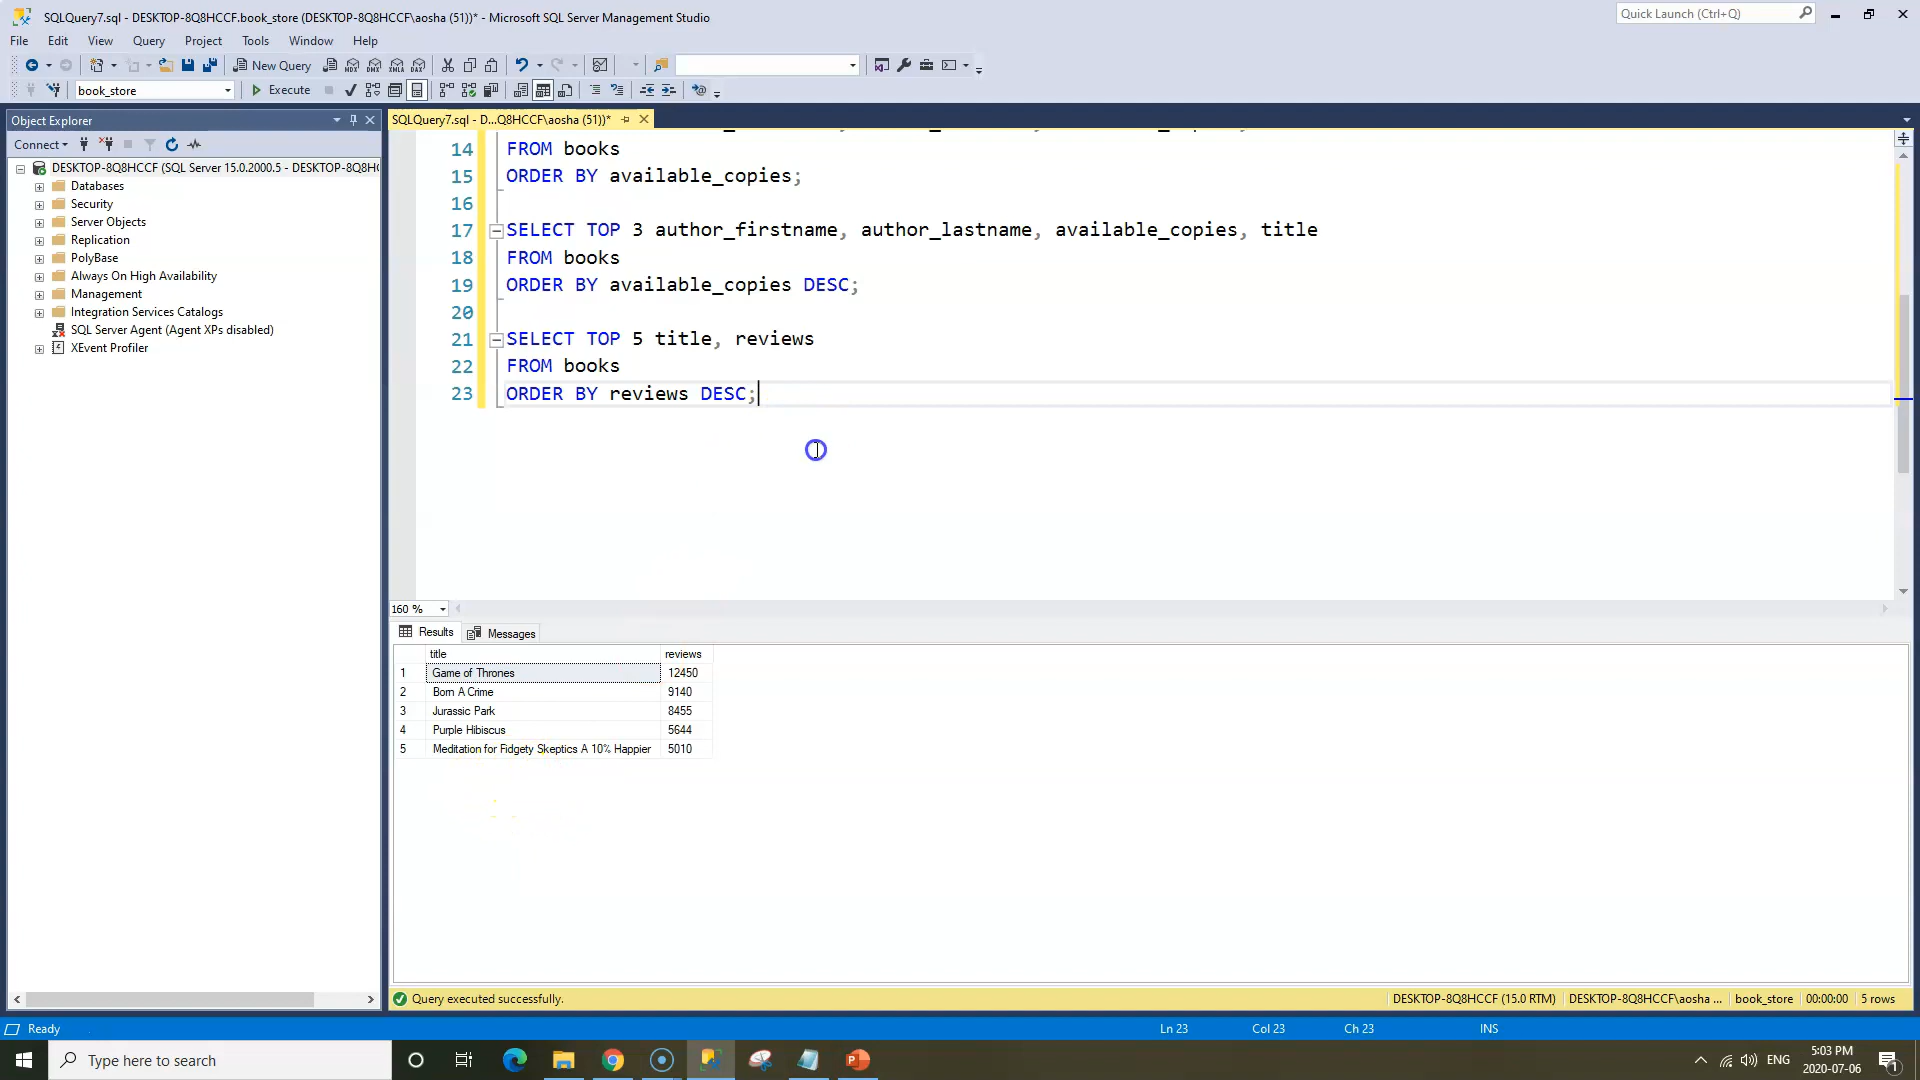 SQLQuery7.sql - DESKTOP-8Q8HCCF.book_store (DESKTOP-8Q8HCCF\aosha (51))* - Microsoft SQL Server Management Studio
Quick Launch (Ctrl+Q)
File Edit View Query Project Tools Window Help
New Query
book_store Execute
Object Explorer
SQLQuery7.sql - D...Q8HCCF\aosha (51))*
Connect
DESKTOP-8Q8HCCF (SQL Server 15.0.2000.5 - DESKTOP-8Q8H
Databases
Security
Server Objects
Replication
PolyBase
Always On High Availability
Management
Integration Services Catalogs
SQL Server Agent (Agent XPs disabled)
XEvent Profiler
14 FROM books
15 ORDER BY available_copies;
16
17 SELECT TOP 3 author_firstname, author_lastname, available_copies, title
18 FROM books
19 ORDER BY available_copies DESC;
20
21 SELECT TOP 5 title, reviews
22 FROM books
23 ORDER BY reviews DESC;
160 %
Results Messages
title reviews
1 Game of Thrones 12450
2 Born A Crime 9140
3 Jurassic Park 8455
4 Purple Hibiscus 5644
5 Meditation for Fidgety Skeptics A 10% Happier 5010
Query executed successfully.
DESKTOP-8Q8HCCF (15.0 RTM) DESKTOP-8Q8HCCF\aosha ... book_store 00:00:00 5 rows
Ready Ln 23 Col 23 Ch 23 INS
Type here to search
ENG
5:03 PM
2020-07-06